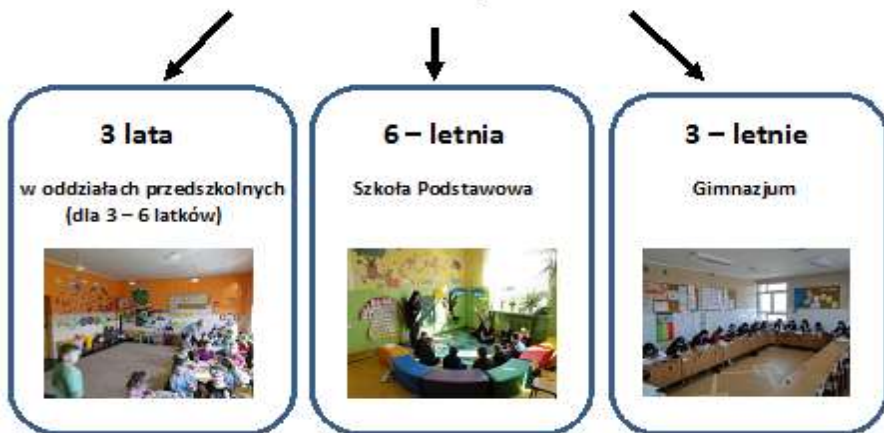 3 lata
w oddziałach przedszkolnych
(dla 3 – 6 latków)
6 – letnia
Szkoła Podstawowa
3 – letnie
Gimnazjum